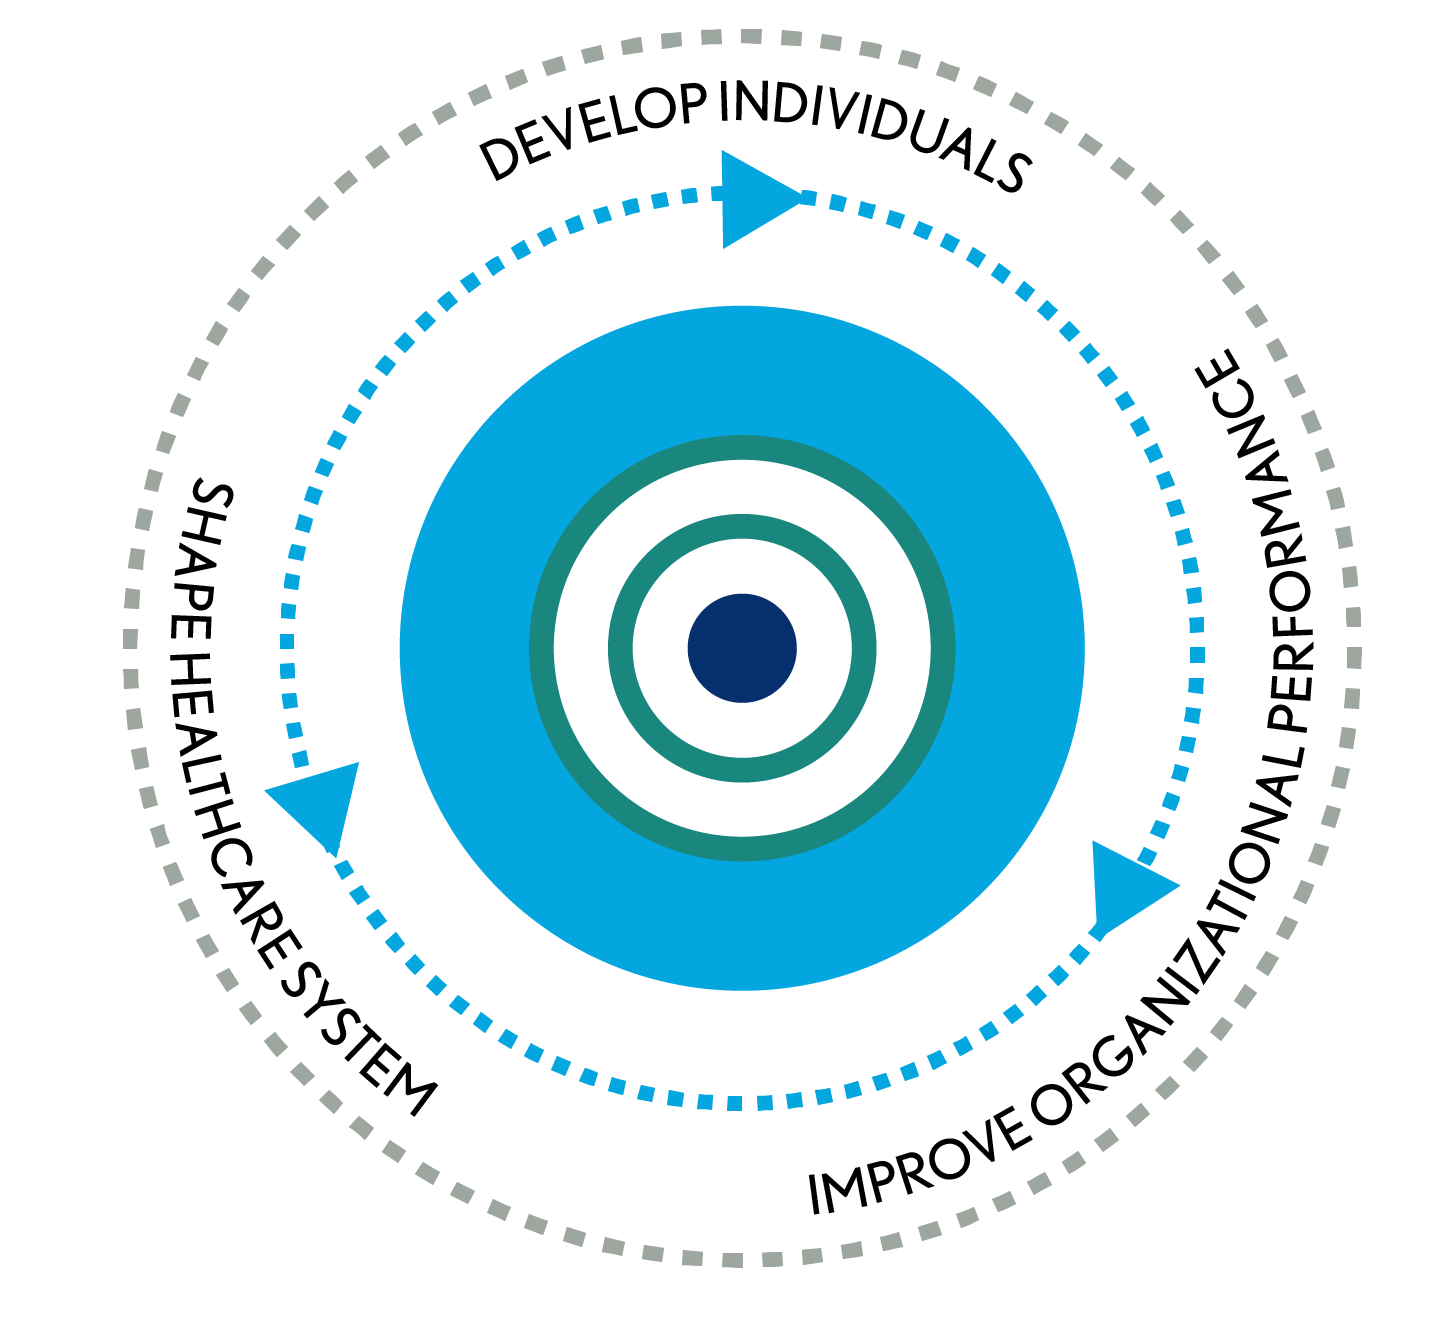 DEVELOP INDIVIDUALS
IMPROVE ORGANIZATIONAL PERFORMANCE
SHAPE HEALTHCARE SYSTEM